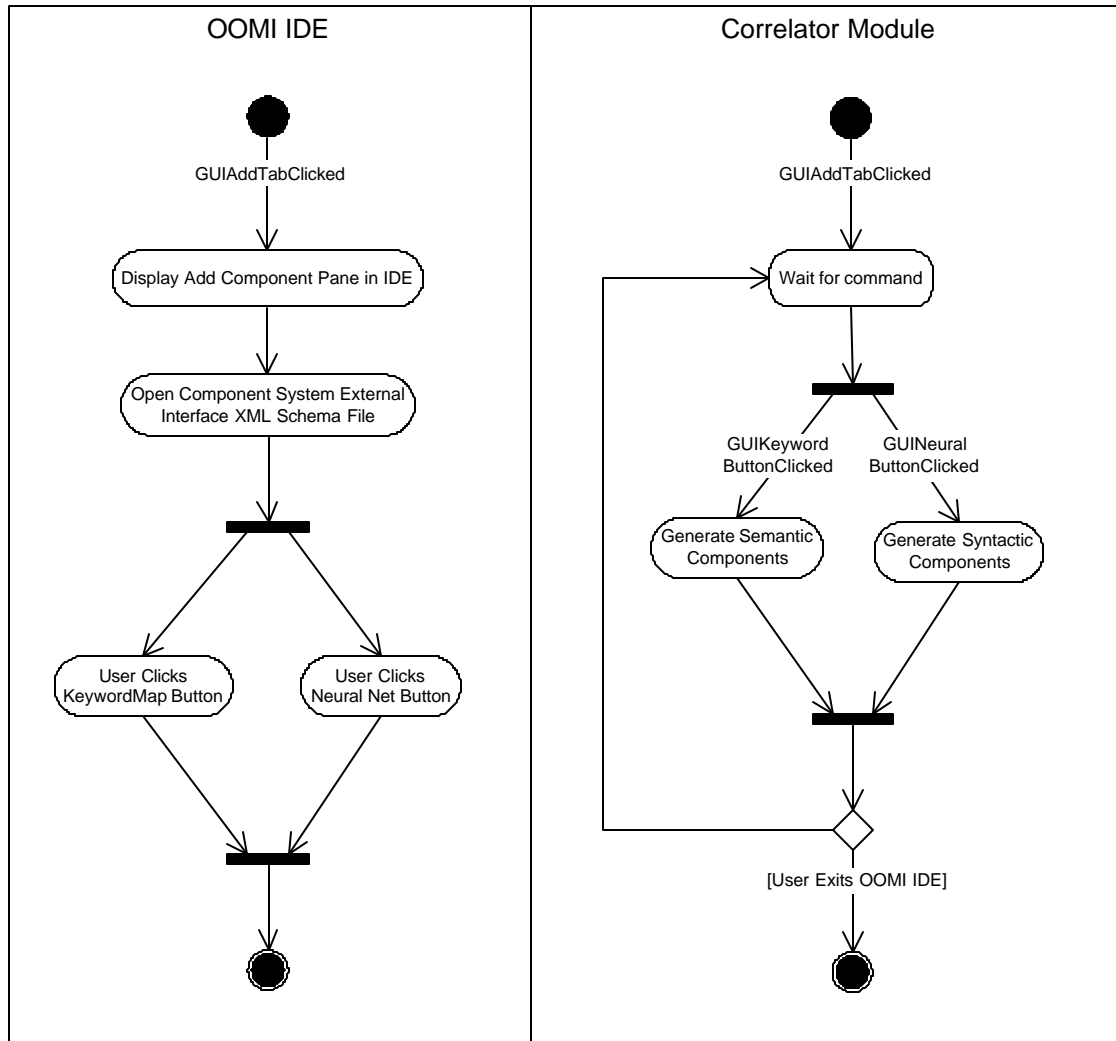 OOMI IDE
GUIAddTabClicked
Display Add Component Pane in IDE
Open Component System External
Interface XML Schema File
User Clicks
KeywordMap Button
User Clicks
Neural Net Button
Correlator Module
GUIAddTabClicked
Wait for command
GUIKeyword
ButtonClicked
GUINeural
ButtonClicked
Generate Semantic
Components
Generate Syntactic
Components
[User Exits OOMI IDE]